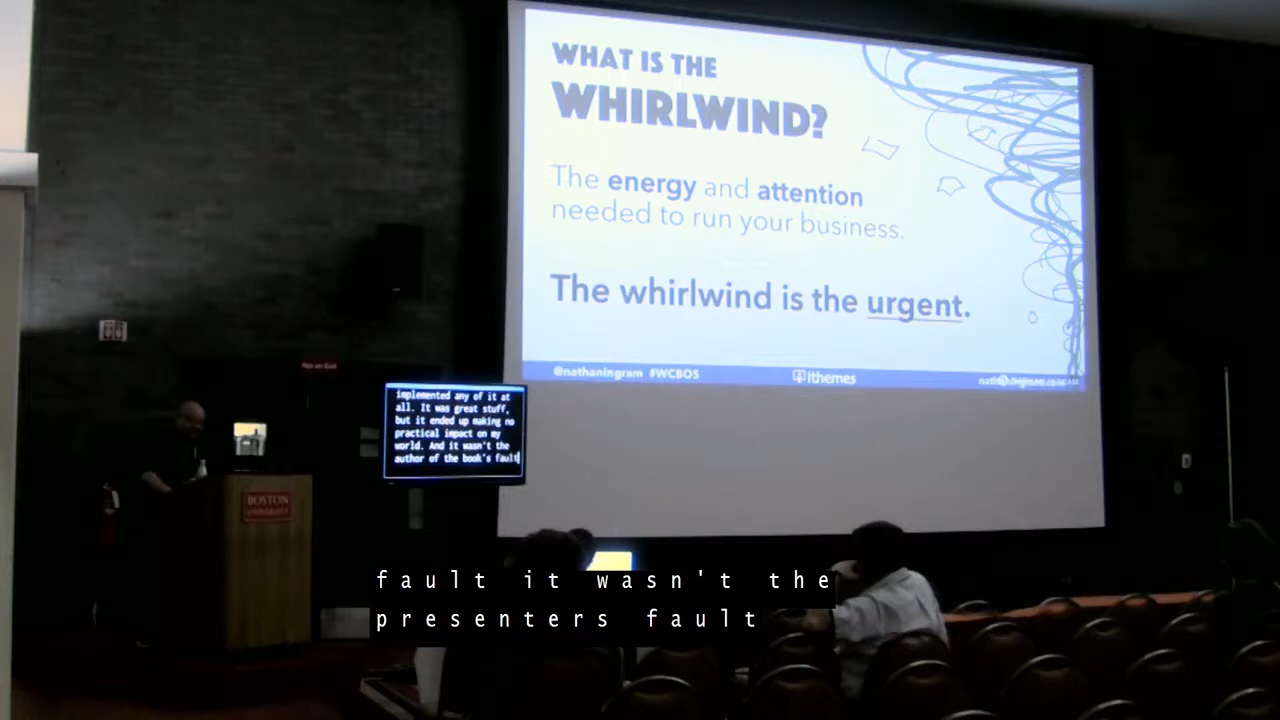 WHAT IS THE
WHIRLWIND?
The energy and attention
needed to run your business.
The whirlwind is the urgent.
@nathaningram #WCBOS
ithemes
implemented any of it at
all. It was great stuff,
but it ended up making no
practical impact on my
world. And it wasn't the
author of the book's fault
BOSTON
UNIVERSITY
fault it wasn't the
presenters fault